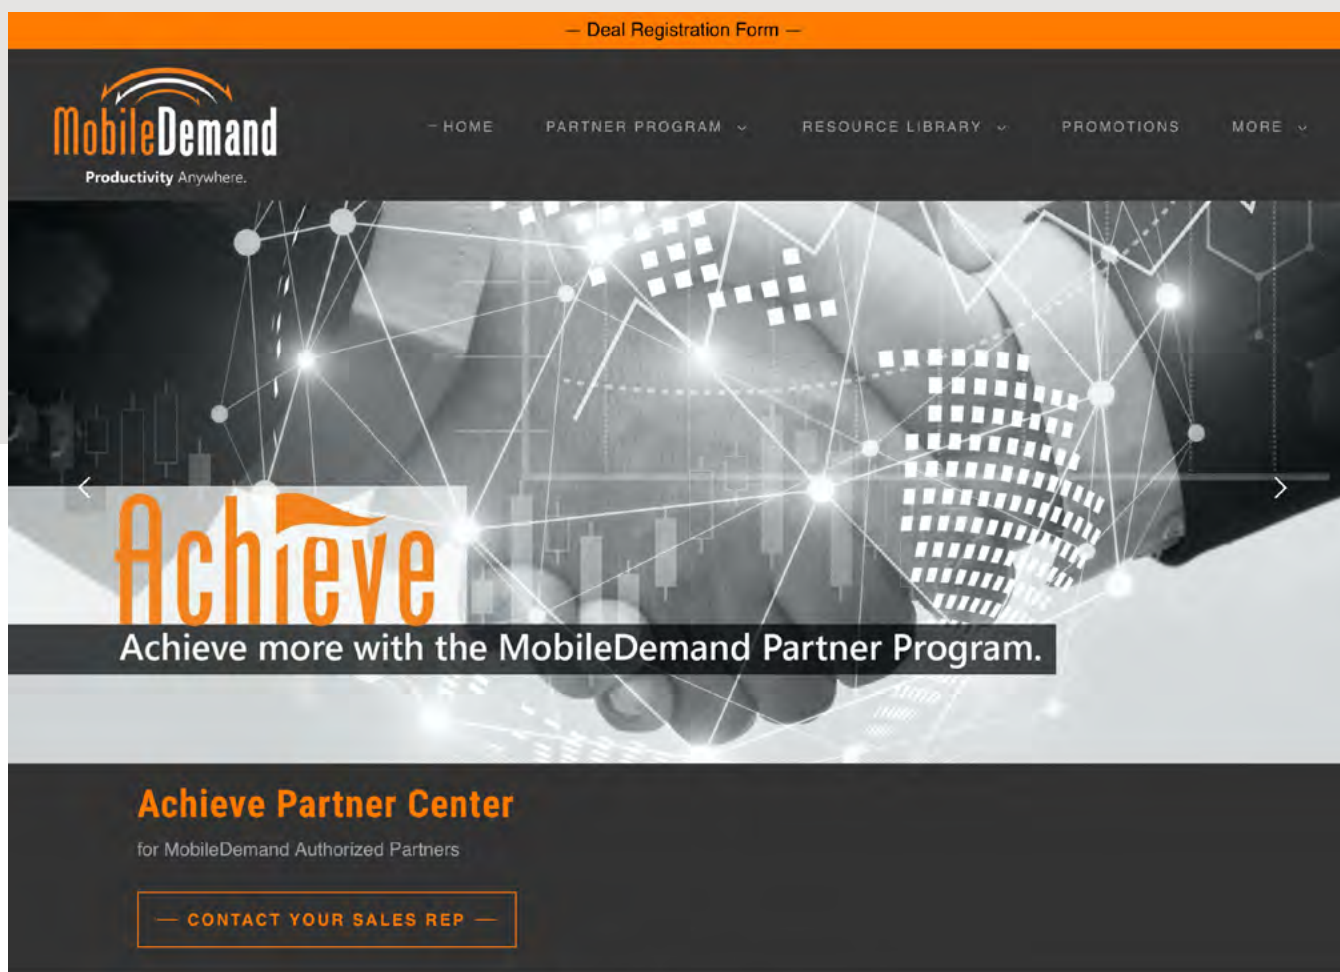 — Deal Registration Form —
MobileDemand
Productivity Anywhere.
– HOME PARTNER PROGRAM RESOURCE LIBRARY PROMOTIONS MORE
Achieve
Achieve more with the MobileDemand Partner Program.
Achieve Partner Center
for MobileDemand Authorized Partners
— CONTACT YOUR SALES REP —